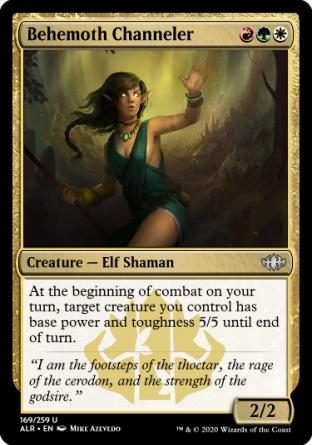 Behemoth Channeler
Creature — Elf Shaman
At the beginning of combat on your
turn, target creature you control has
base power and toughness 5/5 until end
of turn.
“I am the footsteps of the thoctar, the rage
of the cerodon, and the strength of the
godsire.”
2/2
169/259 U
ALR • EN Mike Azevedo
™ & © 2020 Wizards of the Coast